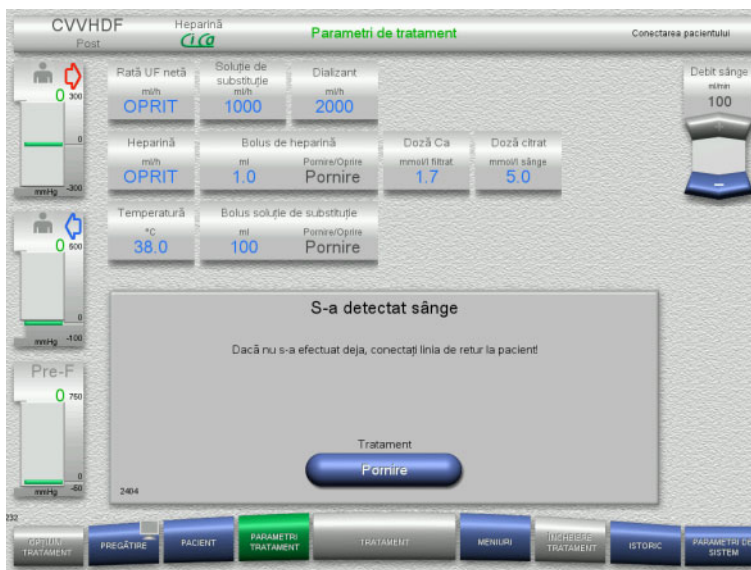 CVVHDF
Post
Heparină
CiCa
Parametri de tratament
Conectarea pacientului
0
300
0
mmHg
-300
Rată UF netă
ml/h
OPRIT
Soluție de
substituție
ml/h
1000
Dializant
ml/h
2000
Debit sânge
ml/min
100
Heparină
ml/h
OPRIT
Bolus de heparină
ml
Pornire/Oprire
1.0
Pornire
Doză Ca
mmol/l filtrat
1.7
Doză citrat
mmol/l sânge
5.0
0
500
0
mmHg
-100
Temperatură
°C
38.0
Bolus soluție de substituție
ml
Pornire/Oprire
100
Pornire
Pre-F
0
750
0
mmHg
-50
S-a detectat sânge
Dacă nu s-a efectuat deja, conectați linia de retur la pacient!
Tratament
Pornire
2404
232
OPȚIUNI
TRATAMENT
PREGĂTIRE
PACIENT
PARAMETRI
TRATAMENT
TRATAMENT
MENIURI
ÎNCHEIERE
TRATAMENT
ISTORIC
PARAMETRI DE
SISTEM